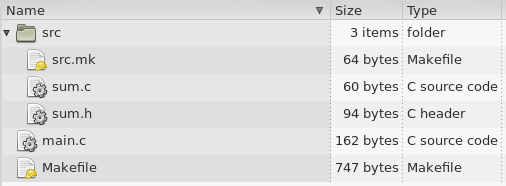 Name Size Type
src 3 items folder
src.mk 64 bytes Makefile
sum.c 60 bytes C source code
sum.h 94 bytes C header
main.c 162 bytes C source code
Makefile 747 bytes Makefile